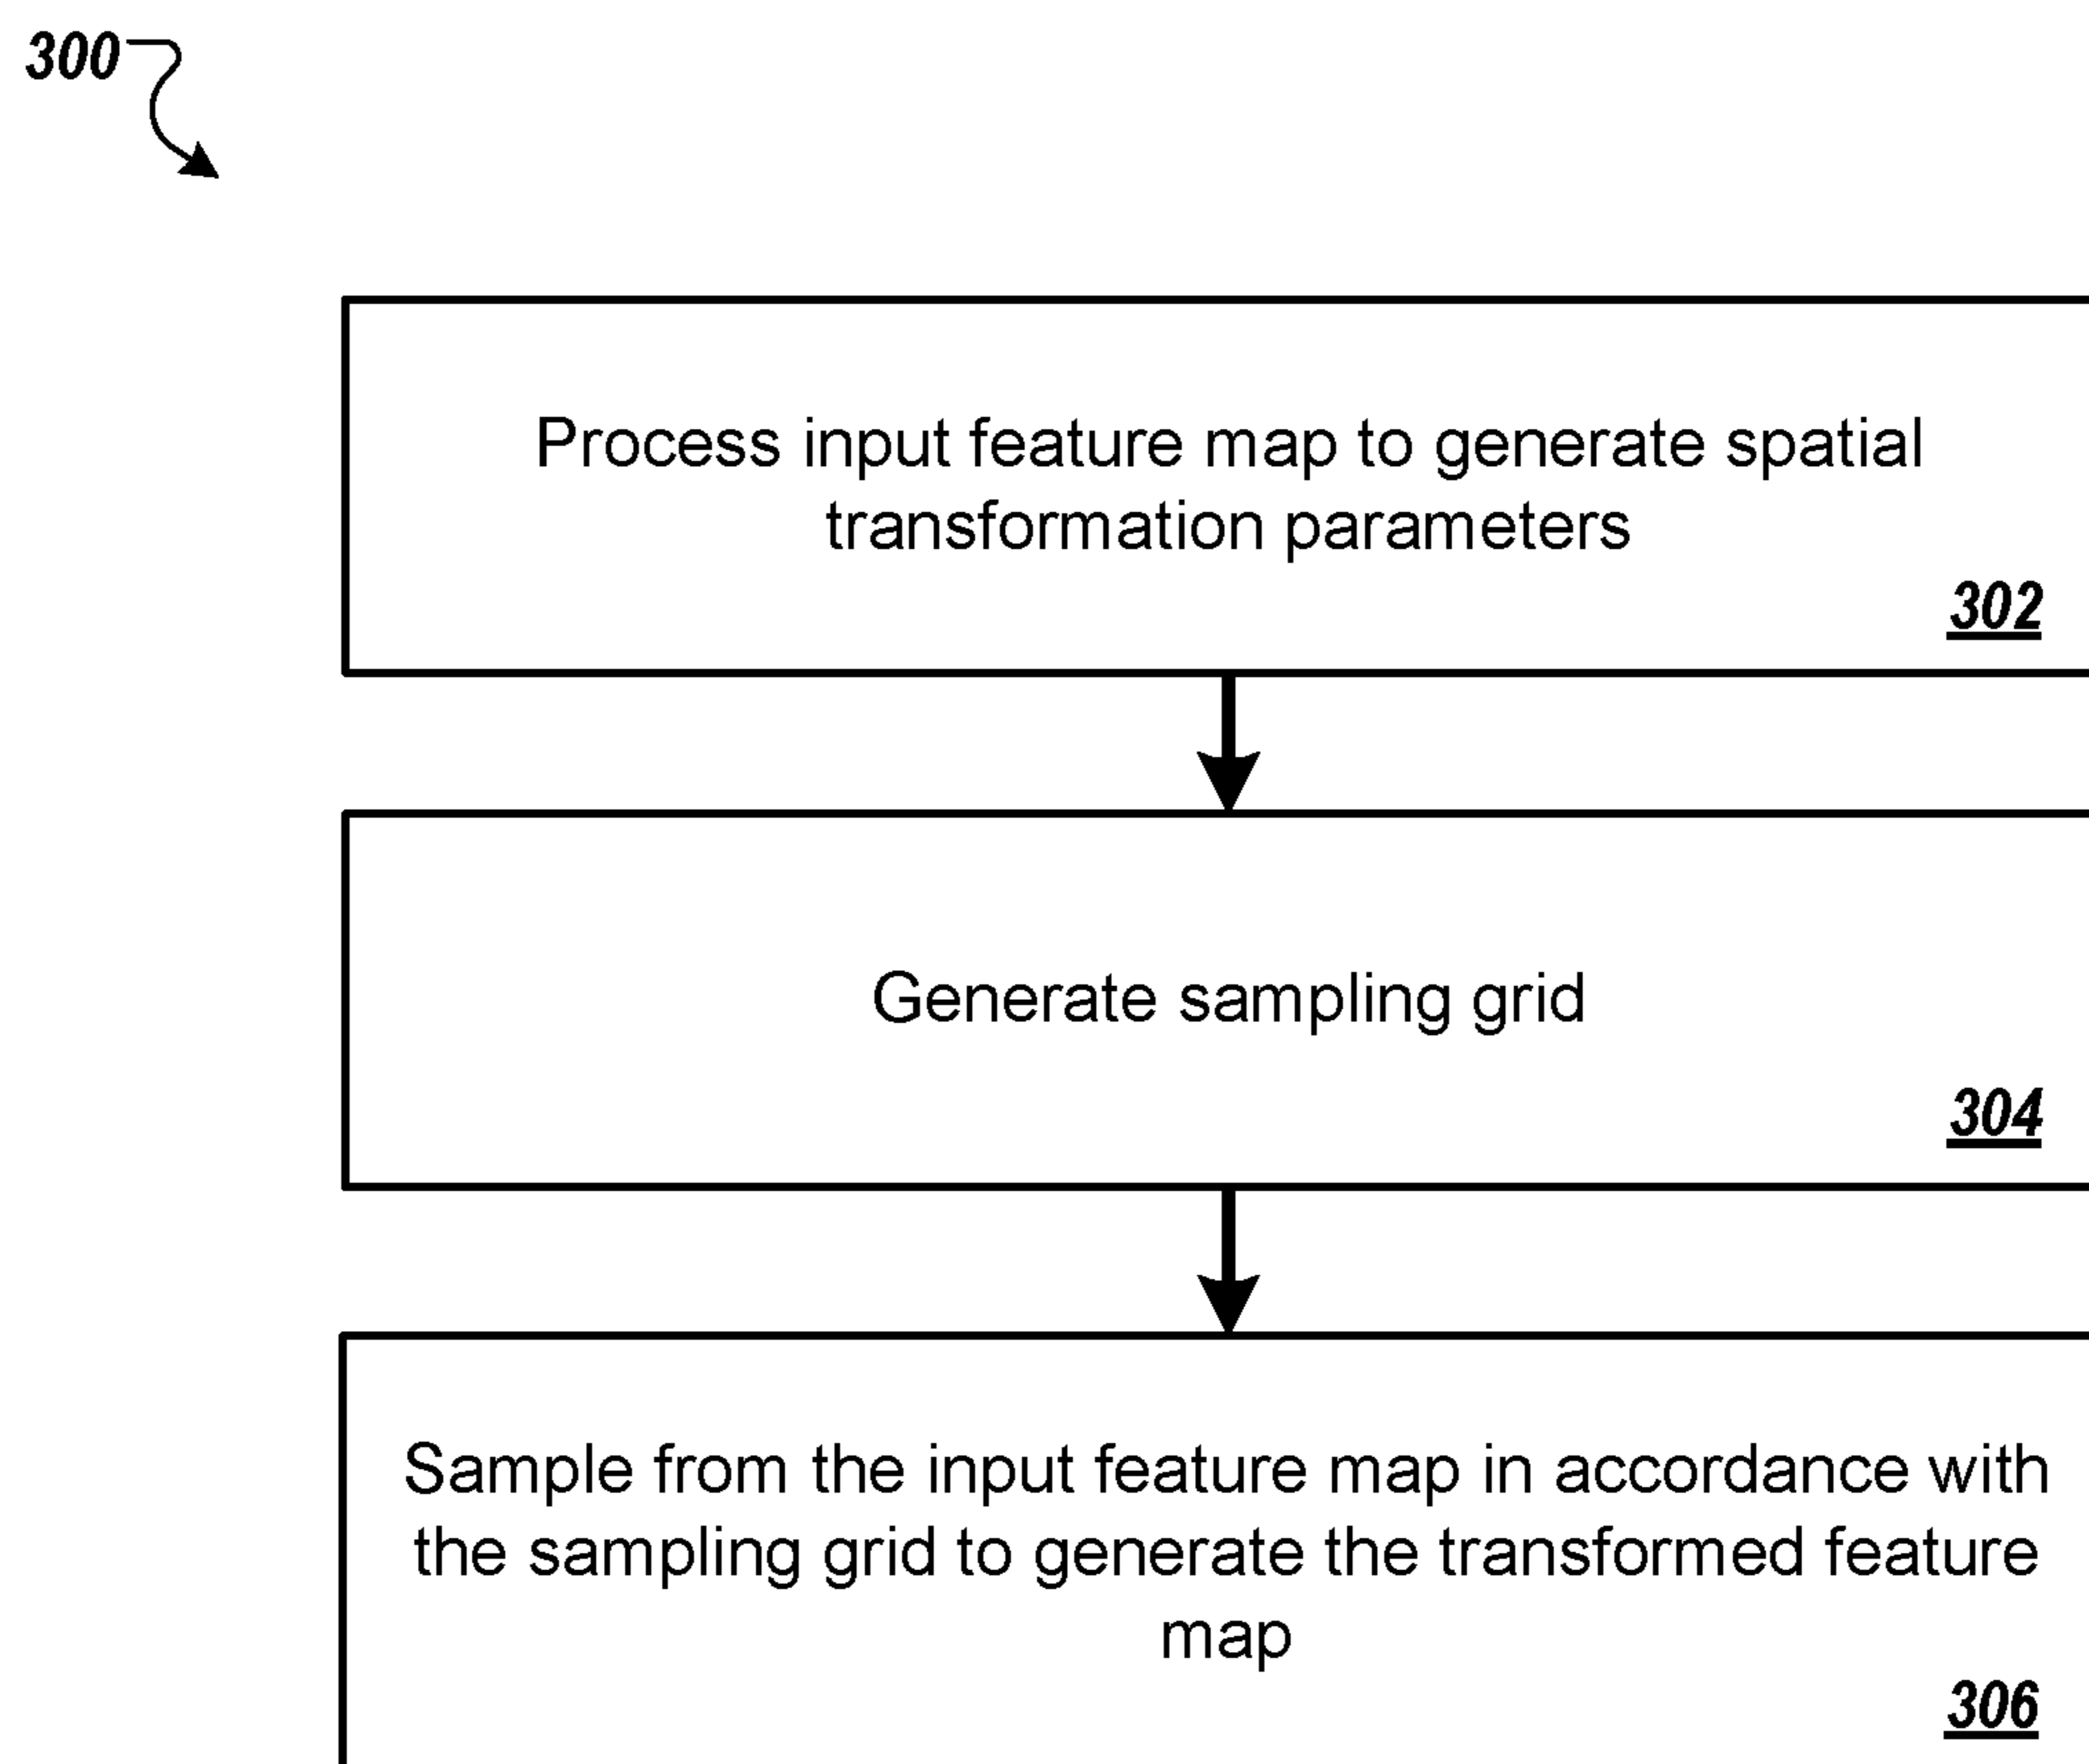 300
Process input feature map to generate spatial
transformation parameters
302
Generate sampling grid
304
Sample from the input feature map in accordance with
the sampling grid to generate the transformed feature
map
306